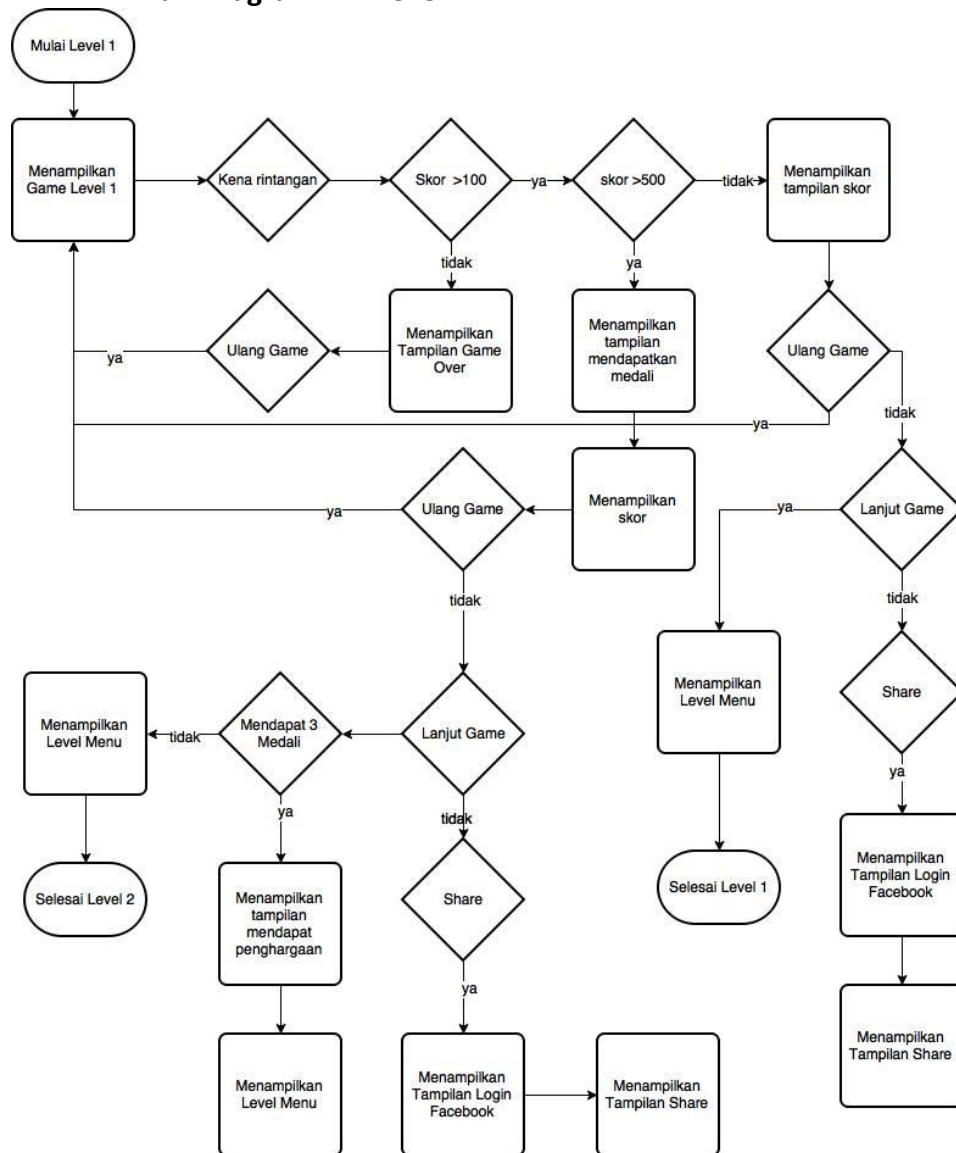 Mulai Level 1
Menampilkan
Game Level 1
Kena rintangan
Skor >100
ya
skor >500
tidak
Menampilkan
tampilan skor
tidak
ya
ya
Ulang Game
Menampilkan
Tampilan Game
Over
Menampilkan
tampilan
mendapatkan
medali
Ulang Game
tidak
ya
ya
Ulang Game
Menampilkan
skor
ya
Lanjut Game
tidak
tidak
Menampilkan
Level Menu
tidak
Mendapat 3
Medali
Lanjut Game
Menampilkan
Level Menu
Share
ya
ya
tidak
Selesai Level 2
Menampilkan
tampilan
mendapat
penghargaan
Share
Selesai Level 1
Menampilkan
Tampilan Login
Facebook
ya
Menampilkan
Level Menu
Menampilkan
Tampilan Login
Facebook
Menampilkan
Tampilan Share
Menampilkan
Tampilan Share